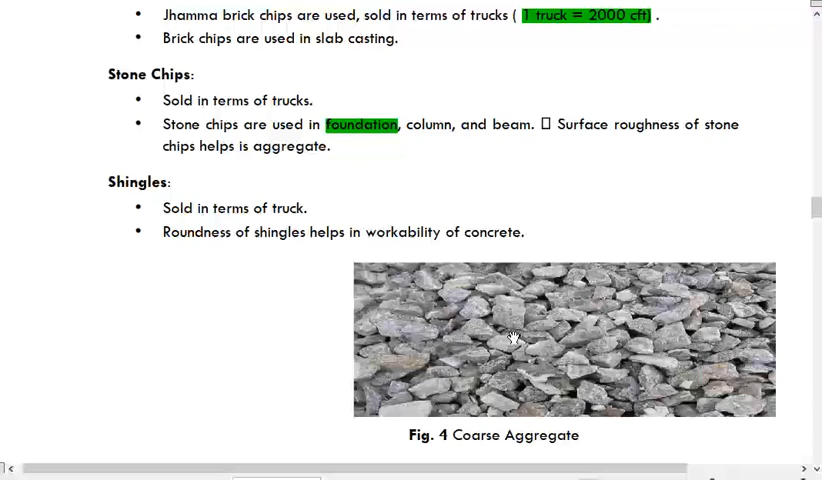 • Jhamma brick chips are used, sold in terms of trucks ( 1 truck = 2000 cft) .
• Brick chips are used in slab casting.
Stone Chips:
• Sold in terms of trucks.
• Stone chips are used in foundation, column, and beam. ▯ Surface roughness of stone
chips helps is aggregate.
Shingles:
• Sold in terms of truck.
• Roundness of shingles helps in workability of concrete.
Fig. 4 Coarse Aggregate